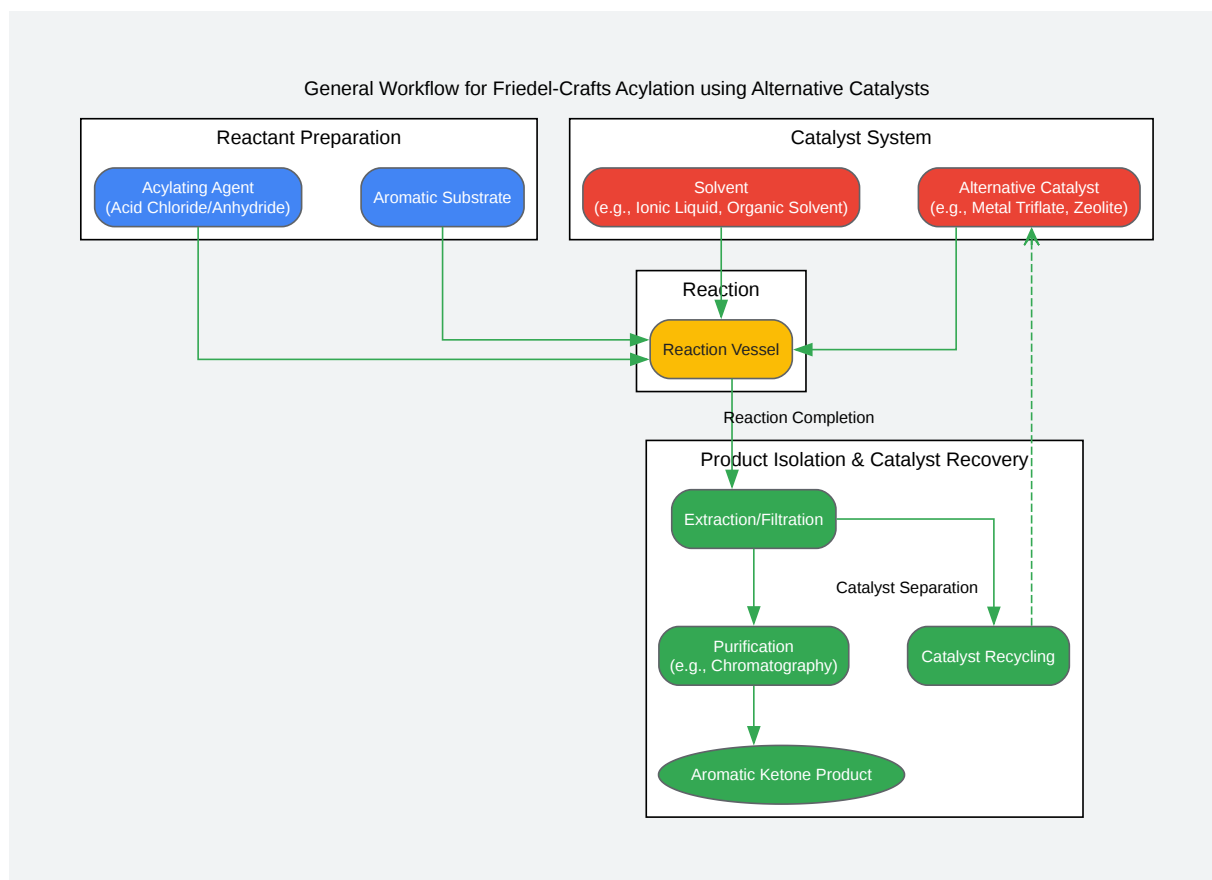 General Workflow for Friedel-Crafts Acylation using Alternative Catalysts
Reactant Preparation
Acylating Agent
(Acid Chloride/Anhydride)
Aromatic Substrate
Catalyst System
Solvent
(e.g., Ionic Liquid, Organic Solvent)
Alternative Catalyst
(e.g., Metal Triflate, Zeolite)
Reaction
Reaction Vessel
Reaction Completion
Product Isolation & Catalyst Recovery
Extraction/Filtration
Catalyst Separation
Purification
(e.g., Chromatography)
Catalyst Recycling
Aromatic Ketone Product